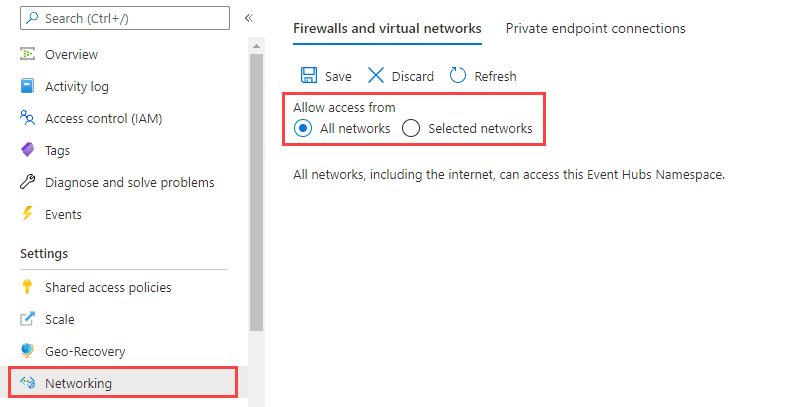 Search (Ctrl+/)
Overview
Activity log
Access control (IAM)
Tags
Diagnose and solve problems
Events
Settings
Shared access policies
Scale
Geo-Recovery
Networking
Firewalls and virtual networks Private endpoint connections
Save Discard Refresh
Allow access from
All networks Selected networks
All networks, including the internet, can access this Event Hubs Namespace.